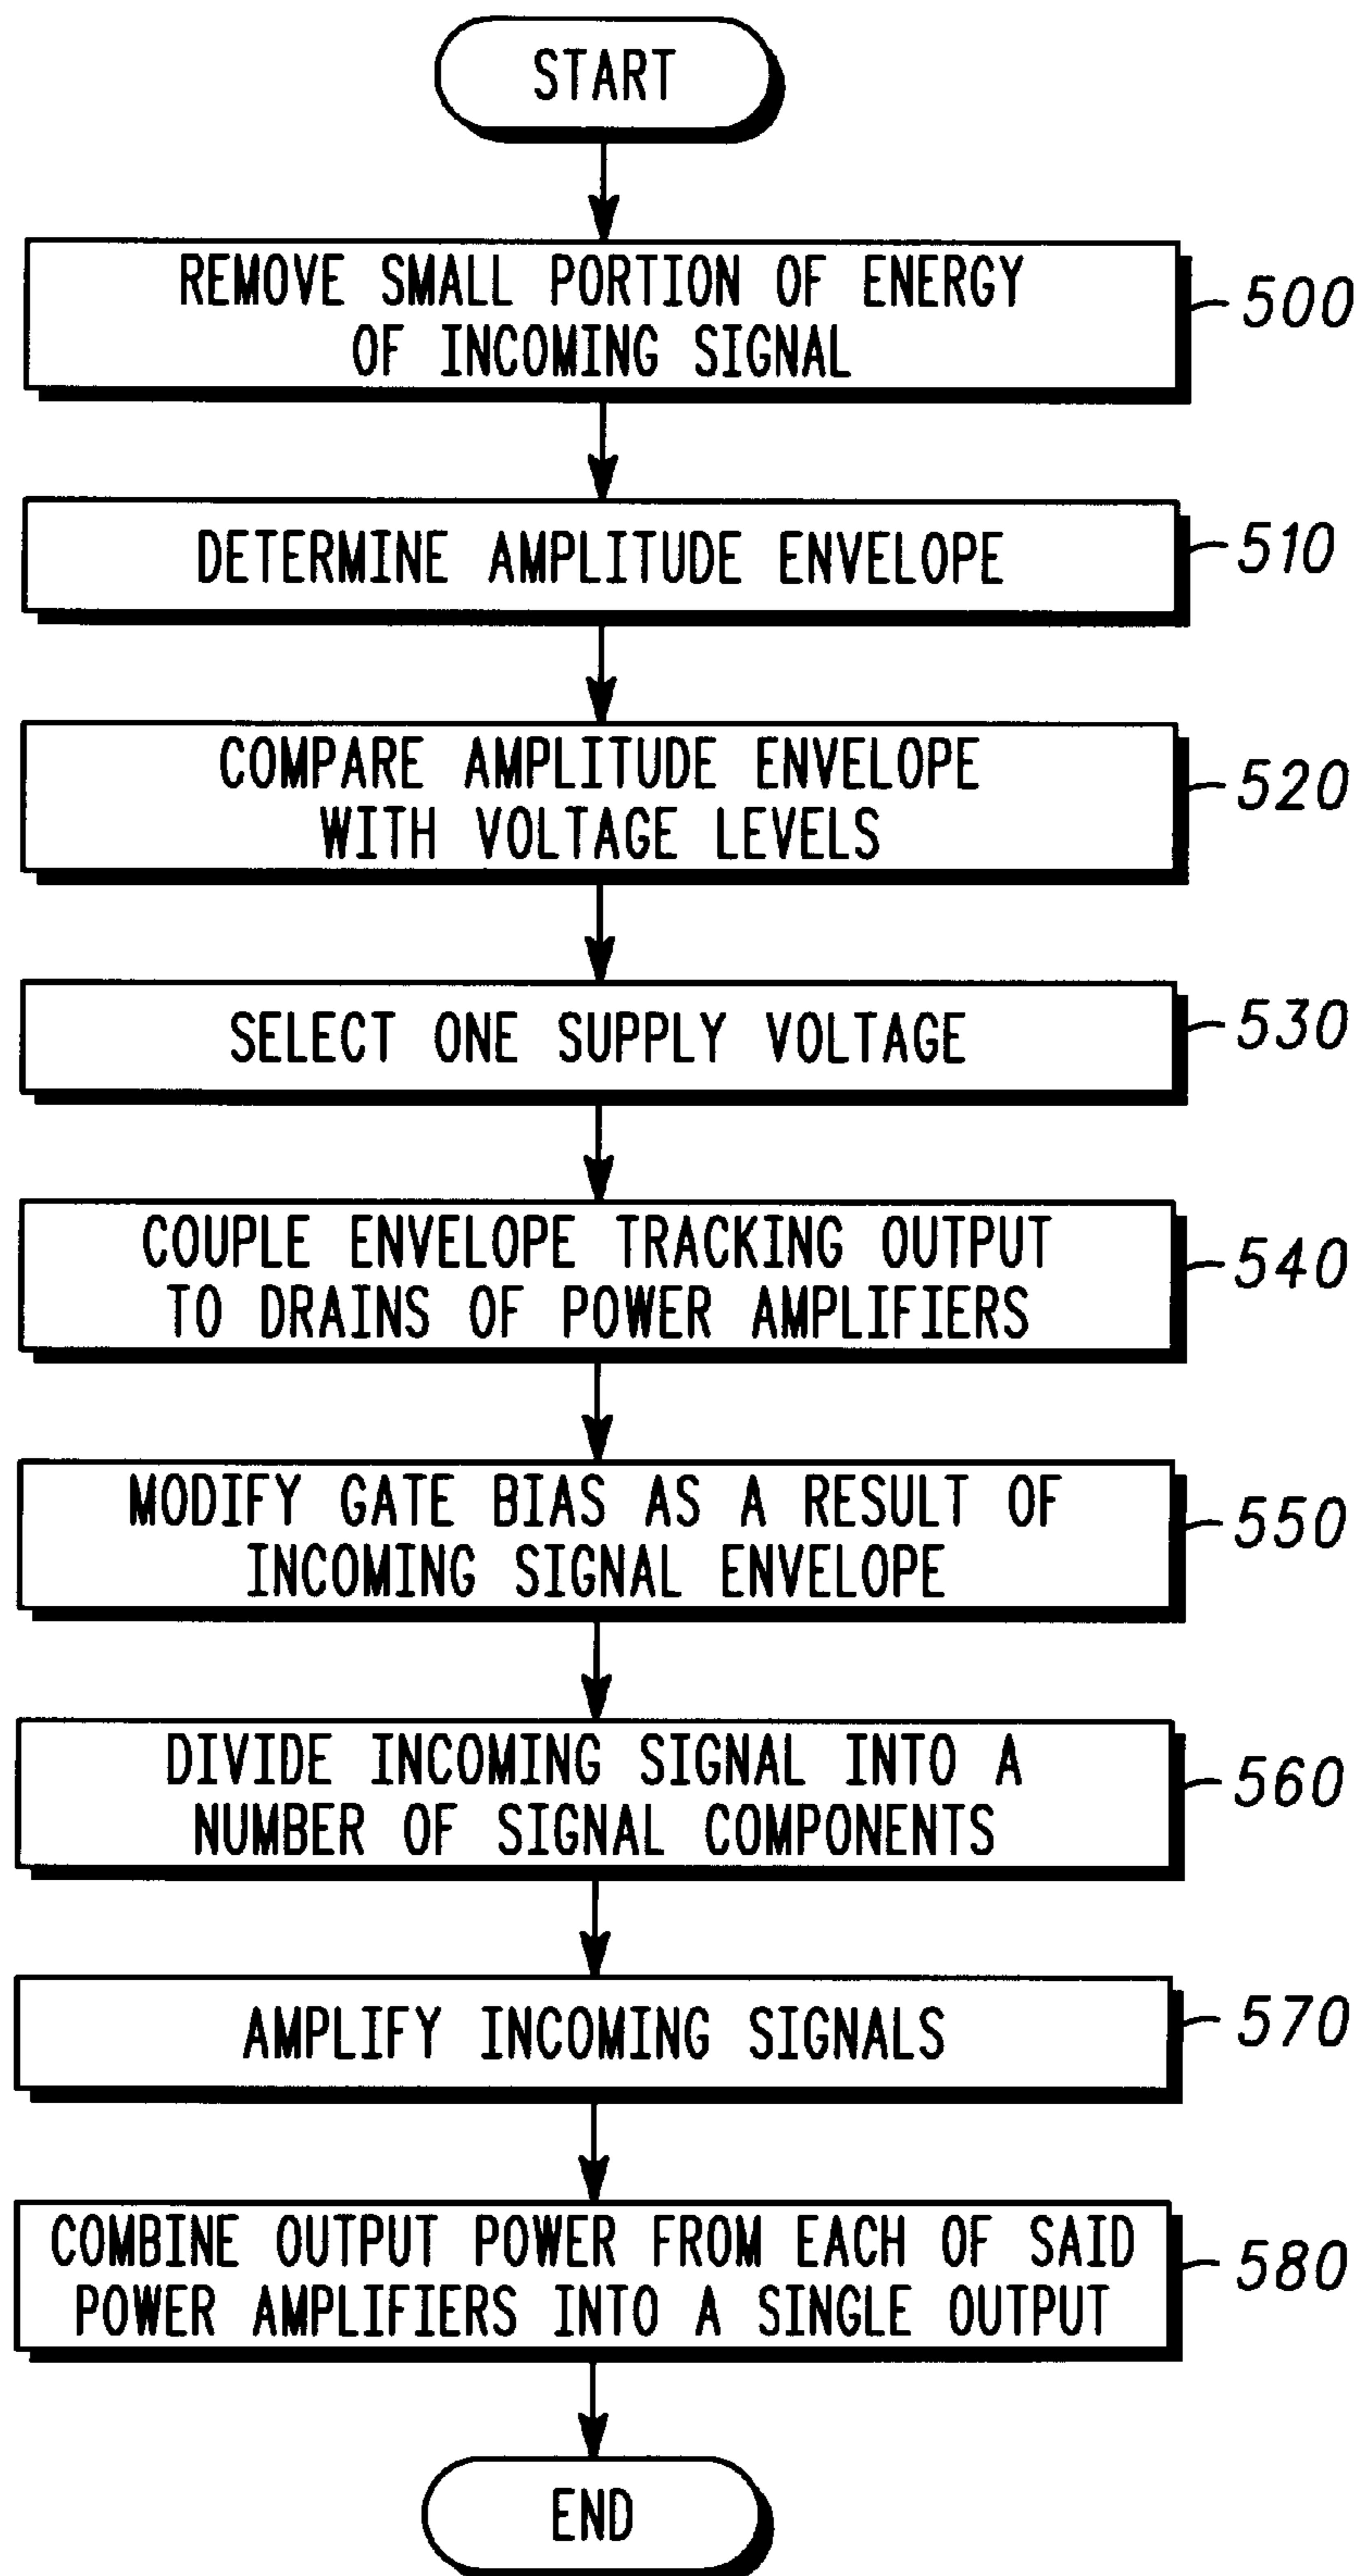 START
REMOVE SMALL PORTION OF ENERGY
OF INCOMING SIGNAL
500
DETERMINE AMPLITUDE ENVELOPE
510
COMPARE AMPLITUDE ENVELOPE
WITH VOLTAGE LEVELS
520
SELECT ONE SUPPLY VOLTAGE
530
COUPLE ENVELOPE TRACKING OUTPUT
TO DRAINS OF POWER AMPLIFIERS
540
MODIFY GATE BIAS AS A RESULT OF
INCOMING SIGNAL ENVELOPE
550
DIVIDE INCOMING SIGNAL INTO A
NUMBER OF SIGNAL COMPONENTS
560
AMPLIFY INCOMING SIGNALS
570
COMBINE OUTPUT POWER FROM EACH OF SAID
POWER AMPLIFIERS INTO A SINGLE OUTPUT
580
END